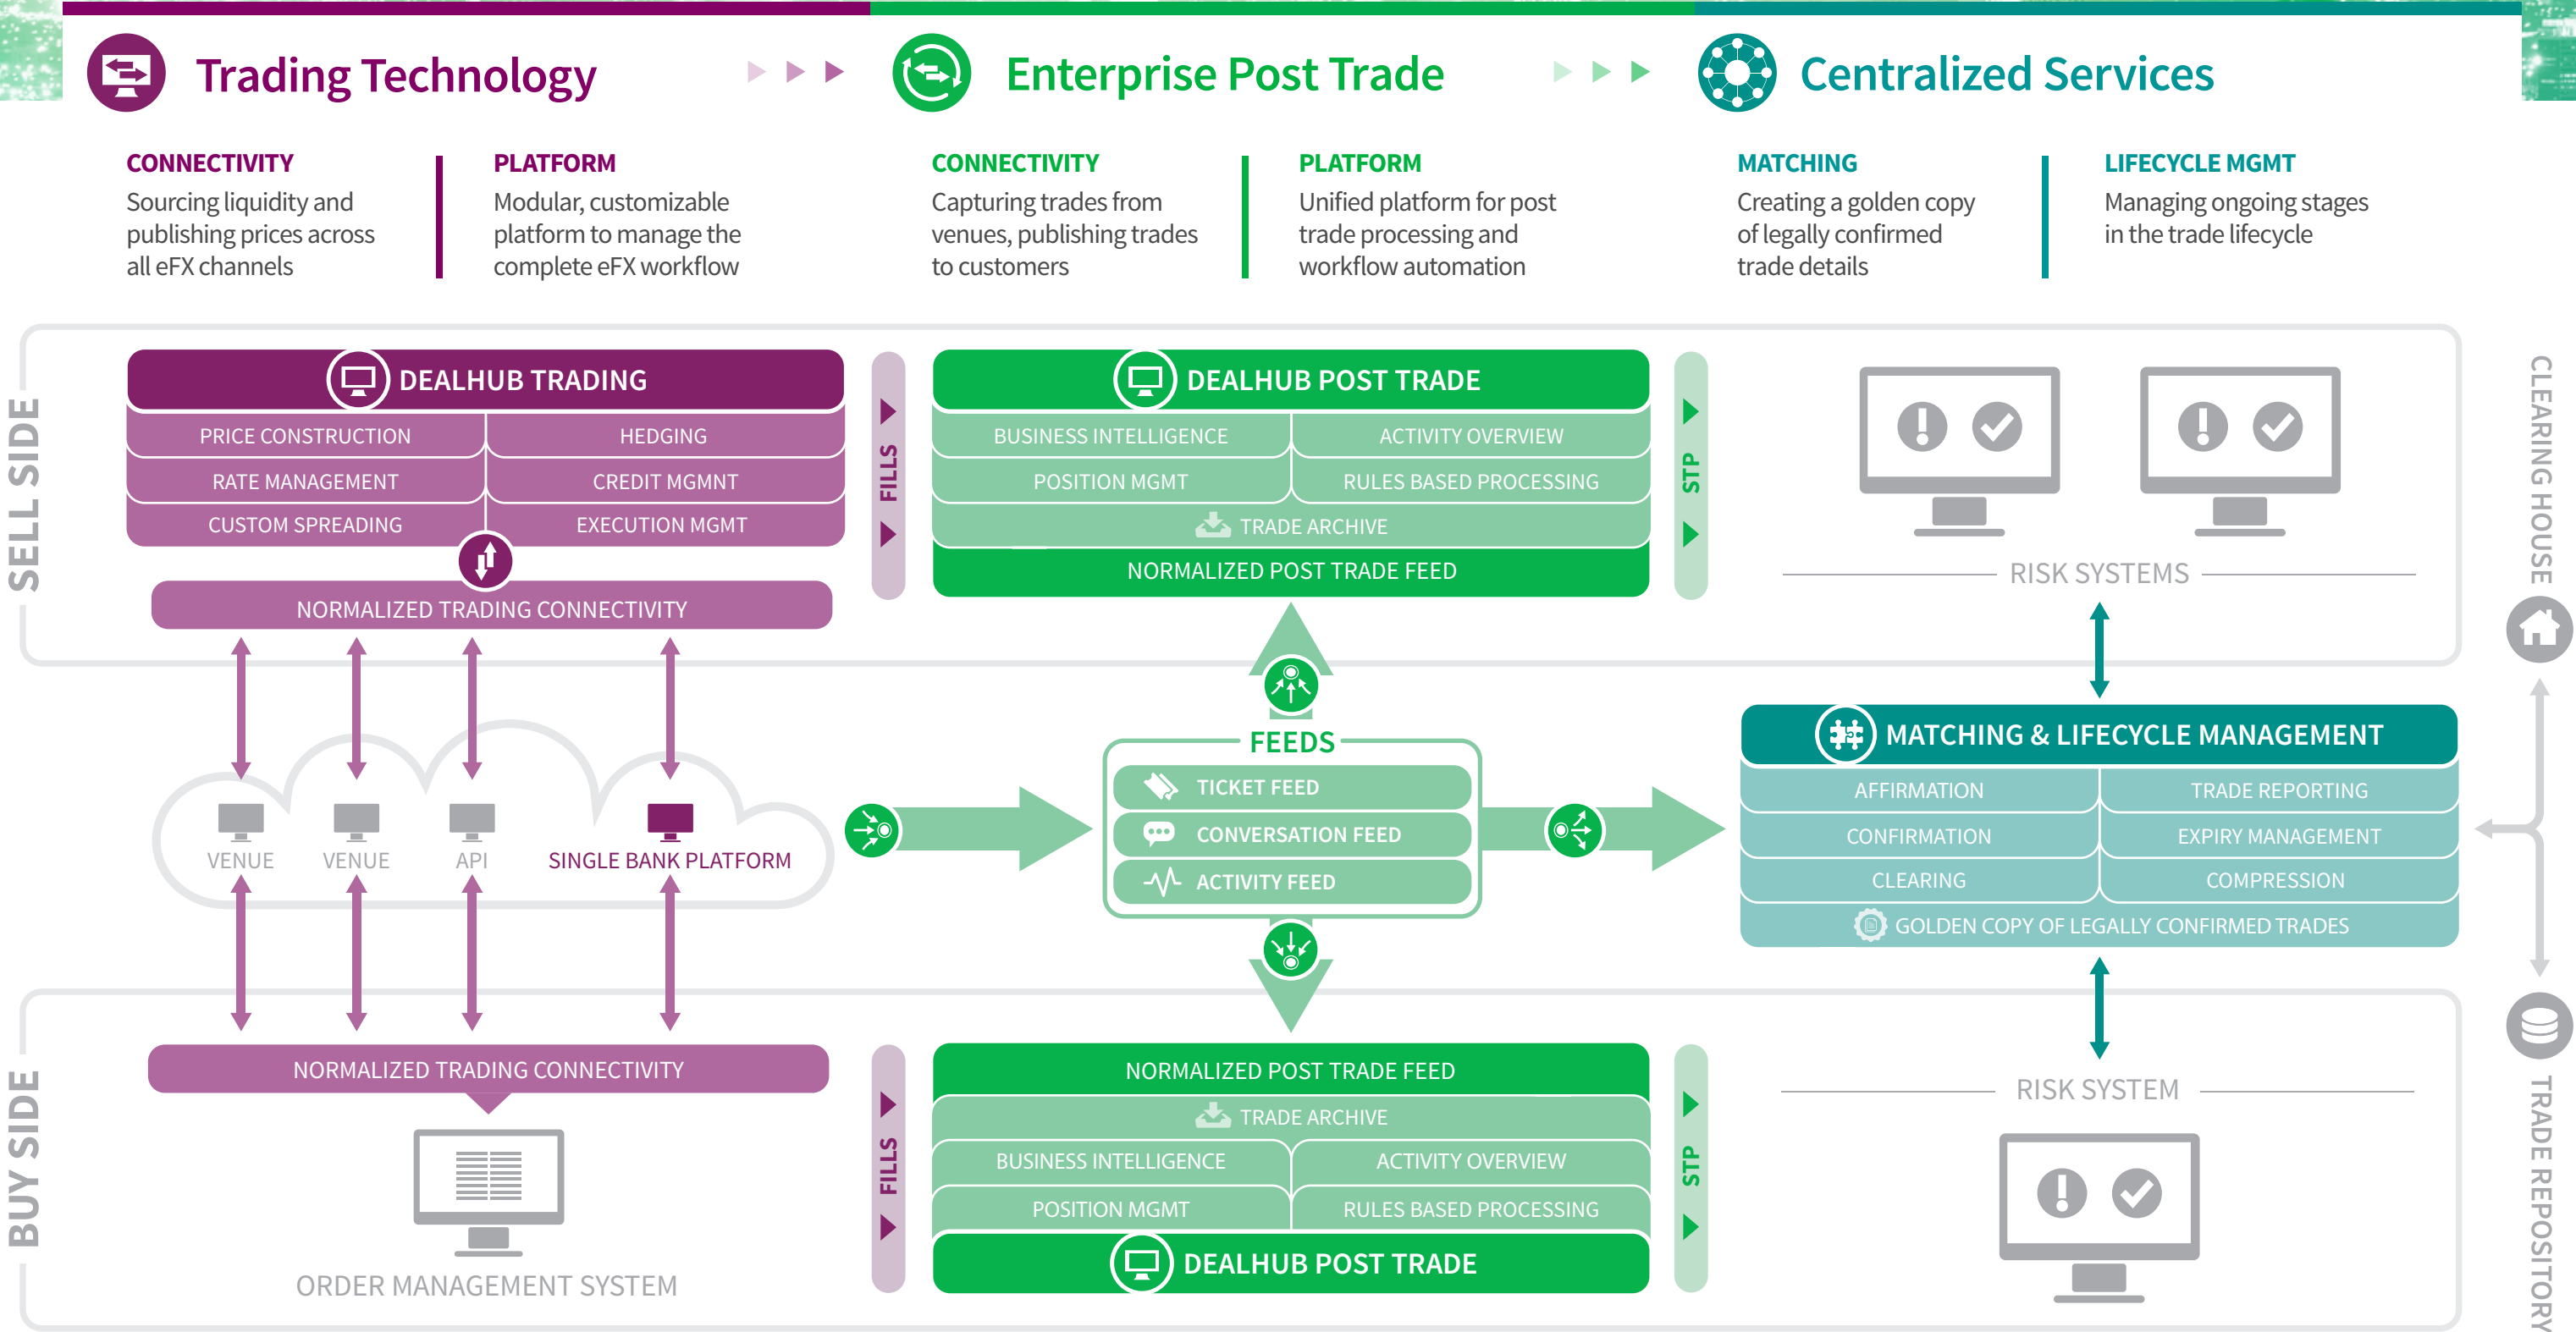 Trading Technology
Enterprise Post Trade
Centralized Services
CONNECTIVITY
Sourcing liquidity and
publishing prices across
all eFX channels
PLATFORM
Modular, customizable
platform to manage the
complete eFX workflow
CONNECTIVITY
Capturing trades from
venues, publishing trades
to customers
PLATFORM
Unified platform for post
trade processing and
workflow automation
MATCHING
Creating a golden copy
of legally confirmed
trade details
LIFECYCLE MGMT
Managing ongoing stages
in the trade lifecycle
SELL SIDE
DEALHUB TRADING
PRICE CONSTRUCTION
HEDGING
RATE MANAGEMENT
CREDIT MGMNT
CUSTOM SPREADING
EXECUTION MGMT
NORMALIZED TRADING CONNECTIVITY
FILLS
DEALHUB POST TRADE
BUSINESS INTELLIGENCE
ACTIVITY OVERVIEW
POSITION MGMT
RULES BASED PROCESSING
TRADE ARCHIVE
NORMALIZED POST TRADE FEED
STP
RISK SYSTEMS
CLEARING HOUSE
VENUE
VENUE
API
SINGLE BANK PLATFORM
FEEDS
TICKET FEED
CONVERSATION FEED
ACTIVITY FEED
MATCHING & LIFECYCLE MANAGEMENT
AFFIRMATION
TRADE REPORTING
CONFIRMATION
EXPIRY MANAGEMENT
CLEARING
COMPRESSION
GOLDEN COPY OF LEGALLY CONFIRMED TRADES
BUY SIDE
NORMALIZED TRADING CONNECTIVITY
ORDER MANAGEMENT SYSTEM
FILLS
NORMALIZED POST TRADE FEED
TRADE ARCHIVE
BUSINESS INTELLIGENCE
ACTIVITY OVERVIEW
POSITION MGMT
RULES BASED PROCESSING
DEALHUB POST TRADE
STP
RISK SYSTEM
TRADE REPOSITORY